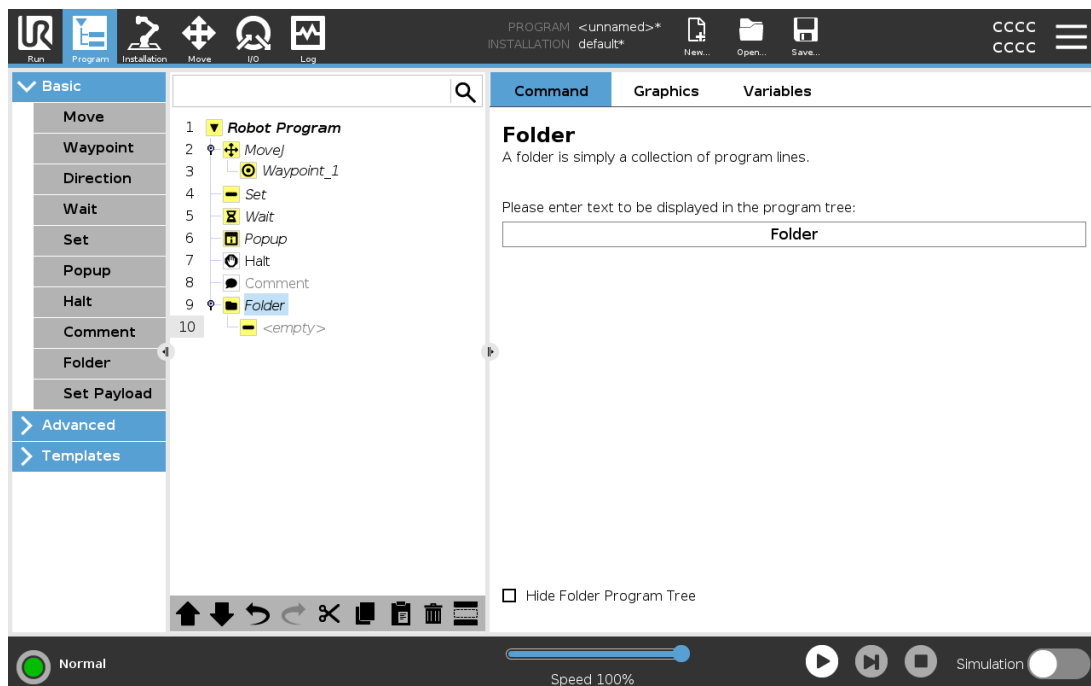 UR
PROGRAM <unnamed>*
INSTALLATION default*
CCCC
CCCC
Run Program Installation Move I/O Log New... Open... Save...
Basic
Move
Waypoint
Direction
Wait
Set
Popup
Halt
Comment
Folder
Set Payload
Advanced
Templates
1 Robot Program
2 MoveJ
3 Waypoint_1
4 Set
5 Wait
6 Popup
7 Halt
8 Comment
9 Folder
10 <empty>
Command Graphics Variables
Folder
A folder is simply a collection of program lines.
Please enter text to be displayed in the program tree:
Folder
Hide Folder Program Tree
Normal
Speed 100%
Simulation